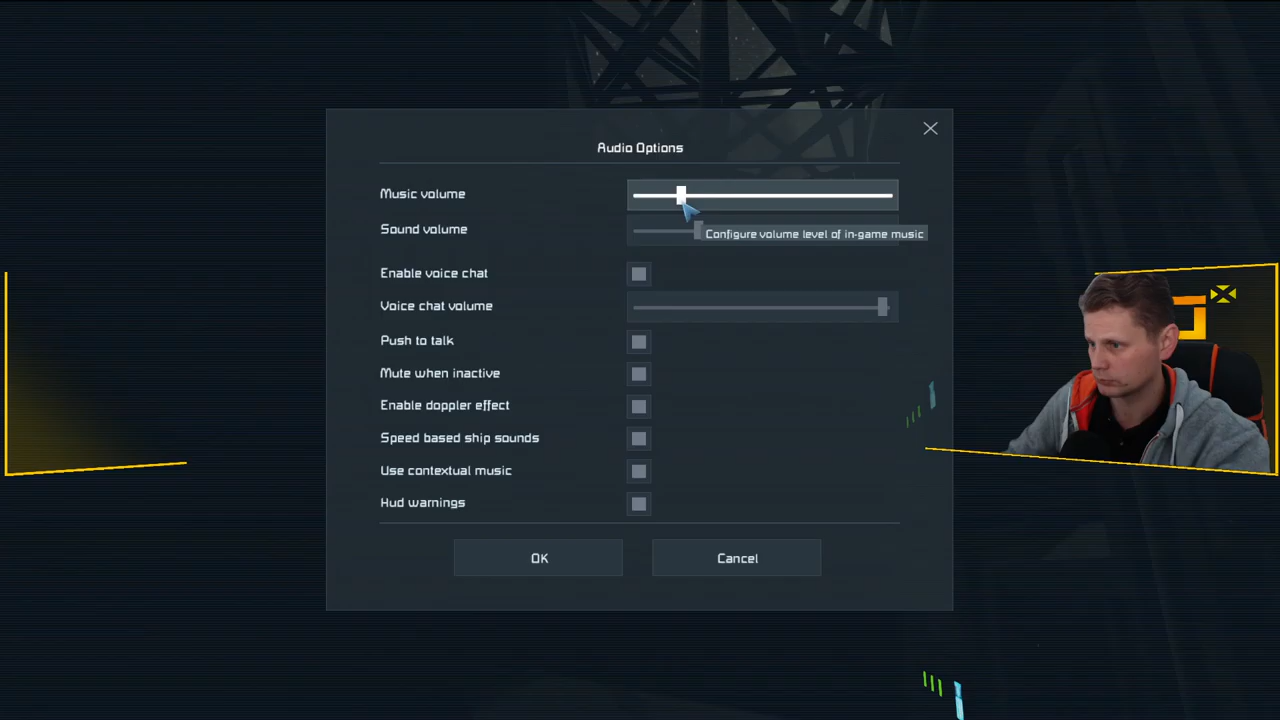 Audio Options
Music volume
Sound volume
Configure volume level of in-game music
Enable voice chat
Voice chat volume
Push to talk
Mute when inactive
Enable doppler effect
Speed based ship sounds
Use contextual music
Hud warnings
OK
Cancel